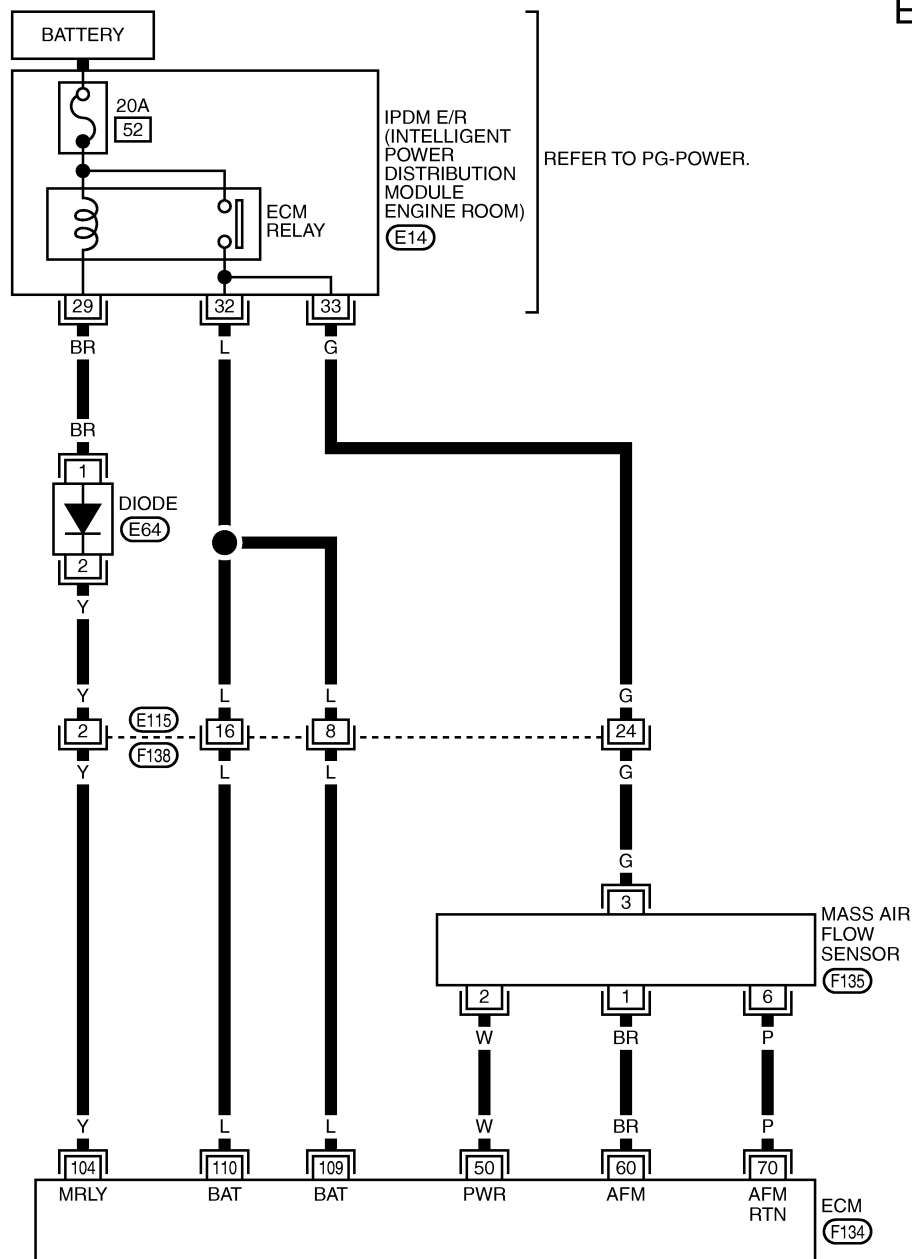 E
BATTERY
20A
52
IPDM E/R
(INTELLIGENT
POWER
DISTRIBUTION
MODULE
ENGINE ROOM)
E14
REFER TO PG-POWER.
ECM
RELAY
29 32 33
BR L G
BR
1
DIODE
E64
2
Y
Y L L G
2 E115 16 8 24
F138
Y L L G
G
3
MASS AIR
FLOW
SENSOR
F135
2 1 6
W BR P
Y L L W BR P
104 110 109 50 60 70
MRLY BAT BAT PWR AFM AFM
RTN
ECM
F134